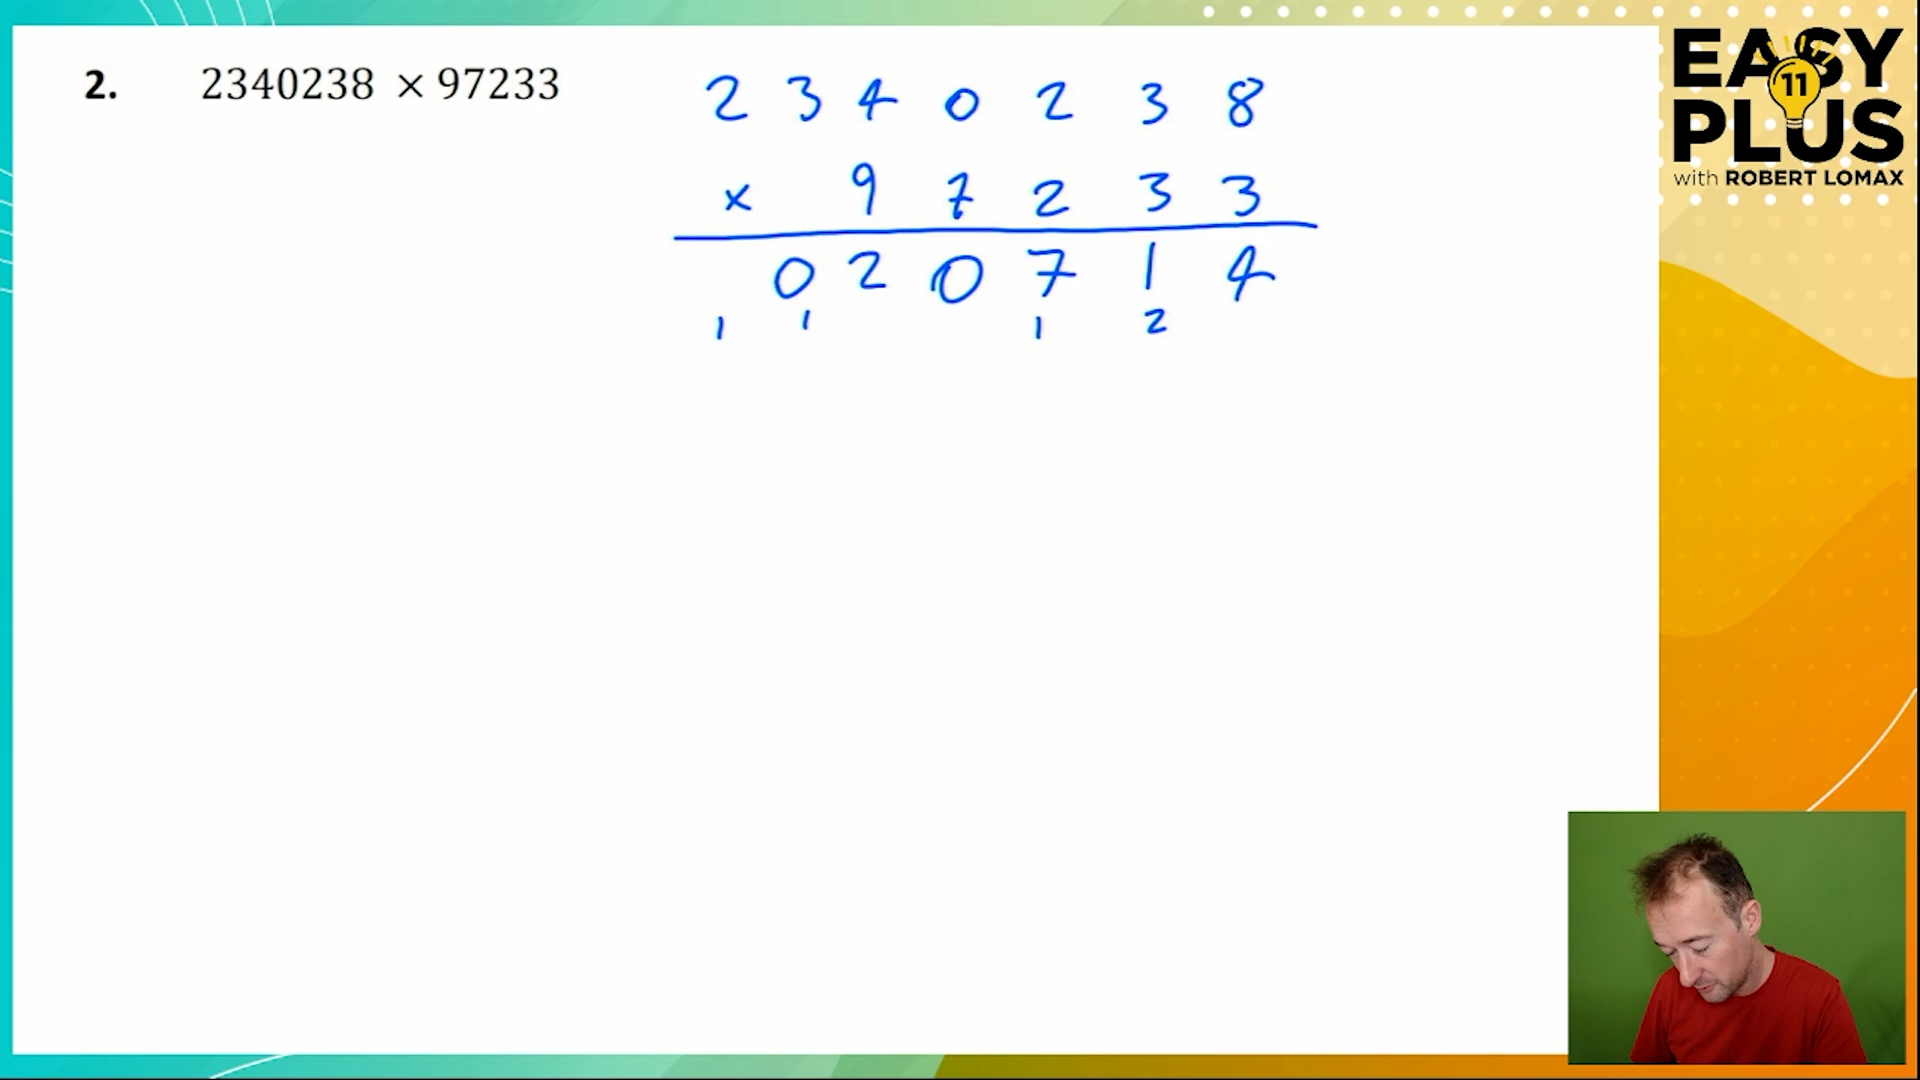 2. 2340238 × 97233
2 3 4 0 2 3 8
× 9 7 2 3 3
0 2 0 7 1 4
1 1 1 2
EASY
11
PLUS
with ROBERT LOMAX